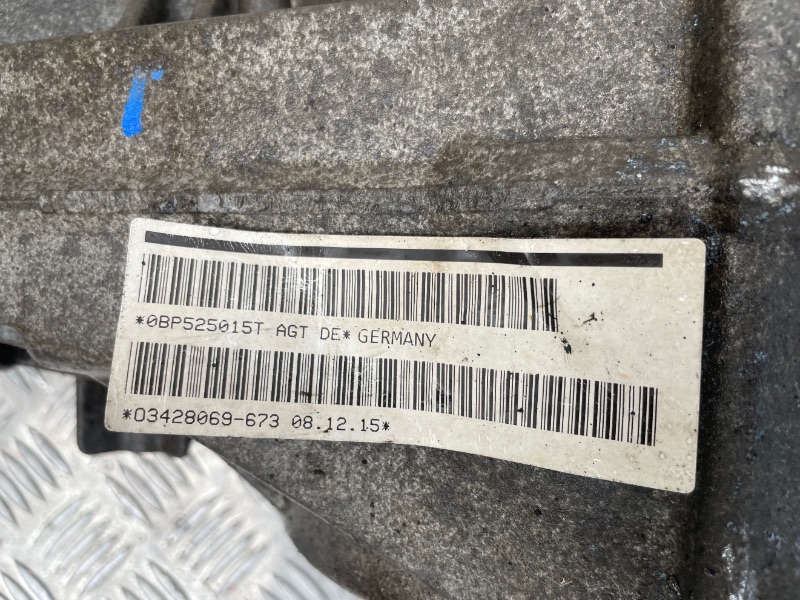 *0BP525015T-AGT DE* GERMANY
*03428069-673 08.12.15*